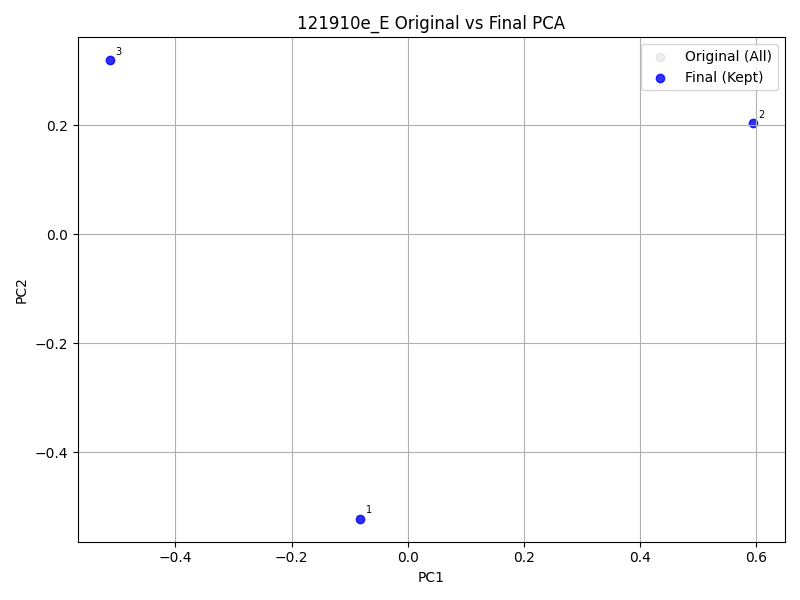 121910e_E Original vs Final PCA
Original (All)
Final (Kept)
3
2
1
0.2
0.0
−0.2
−0.4
PC2
−0.4
−0.2
0.0
0.2
0.4
0.6
PC1